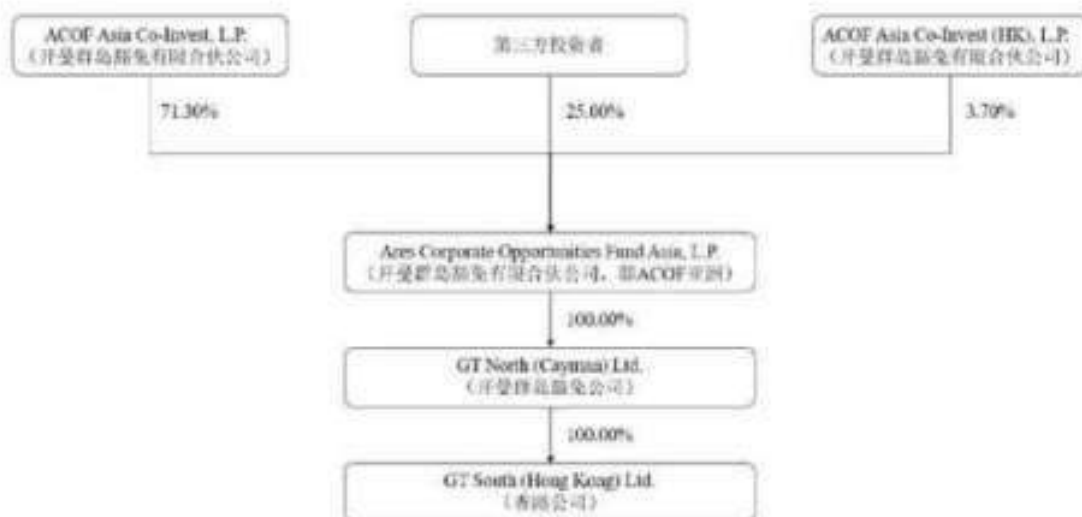 ACOF Asia Co-Invest, L.P.
（开曼群岛豁免有限合伙公司）
第三方投资者
ACOF Asia Co-Invest (HK), L.P.
（开曼群岛豁免有限合伙公司）
71.30%
25.00%
3.70%
Ares Corporate Opportunities Fund Asia, L.P.
（开曼群岛豁免有限合伙公司，即ACOF亚洲）
100.00%
GT North (Cayman) Ltd.
（开曼群岛豁免公司）
100.00%
GT South (Hong Kong) Ltd.
（香港公司）